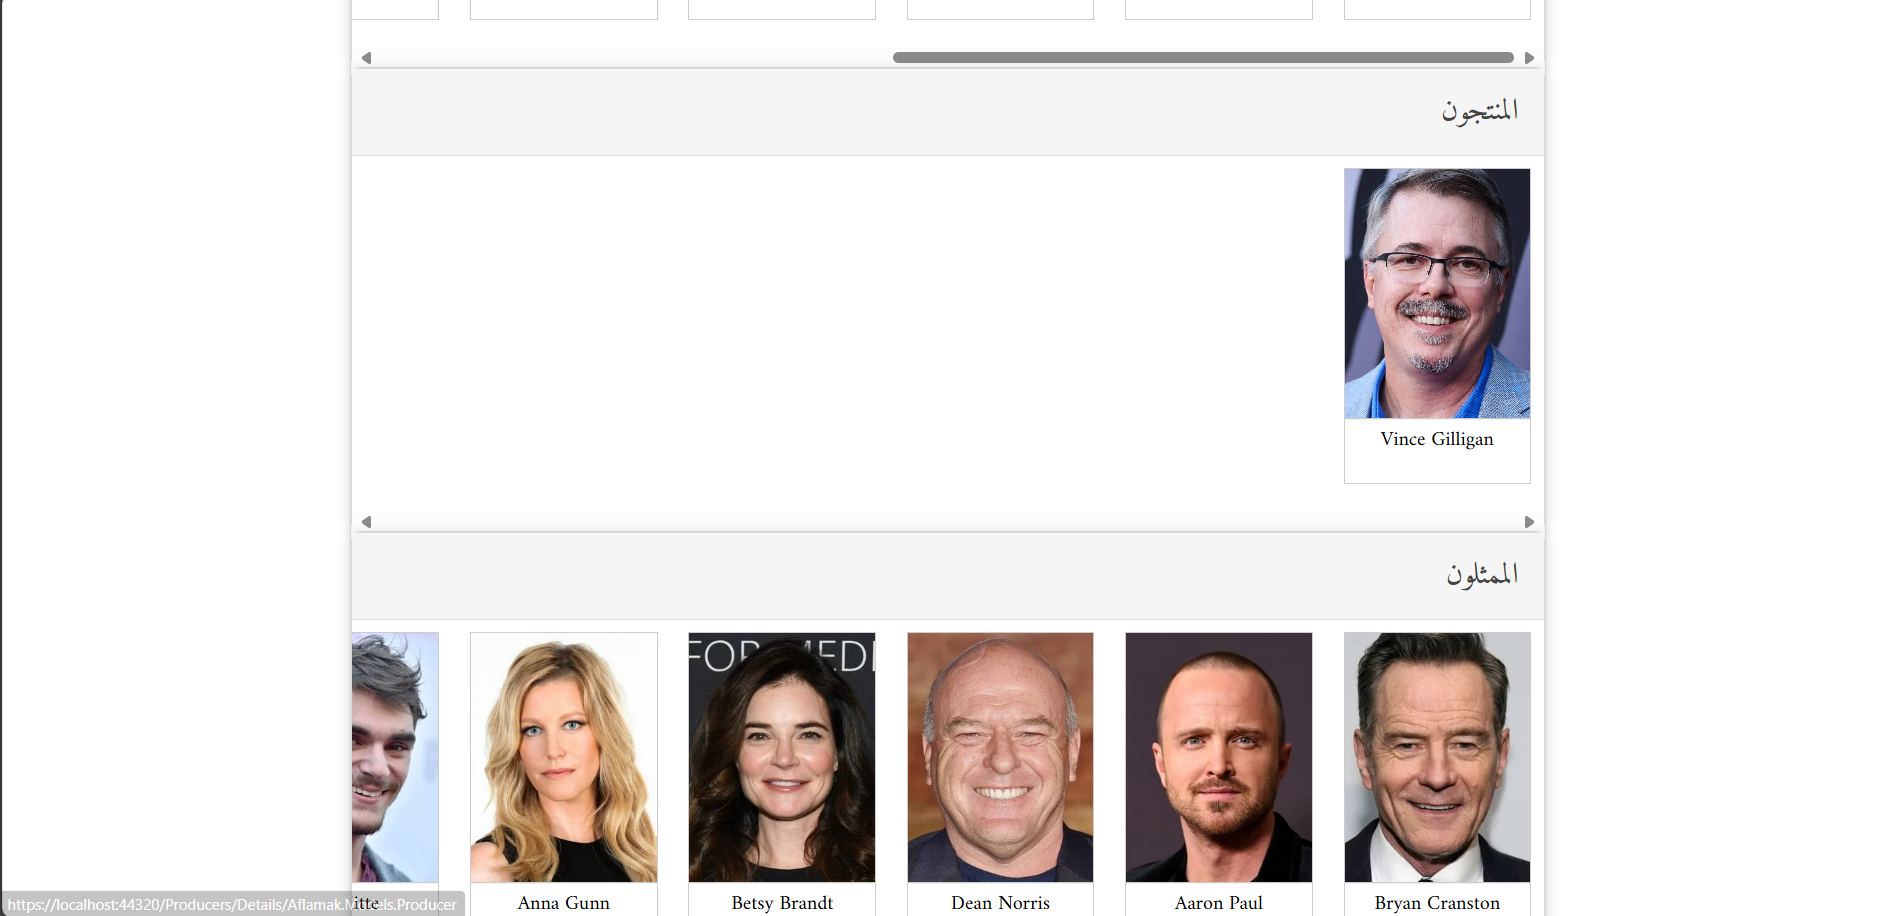 المنتجون
Vince Gilligan
الممثلون
FOR MEDI
Bryan Cranston
Aaron Paul
Dean Norris
Betsy Brandt
Anna Gunn
itte
https://localhost:44320/Producers/Details/Aflamak.Models.Producer